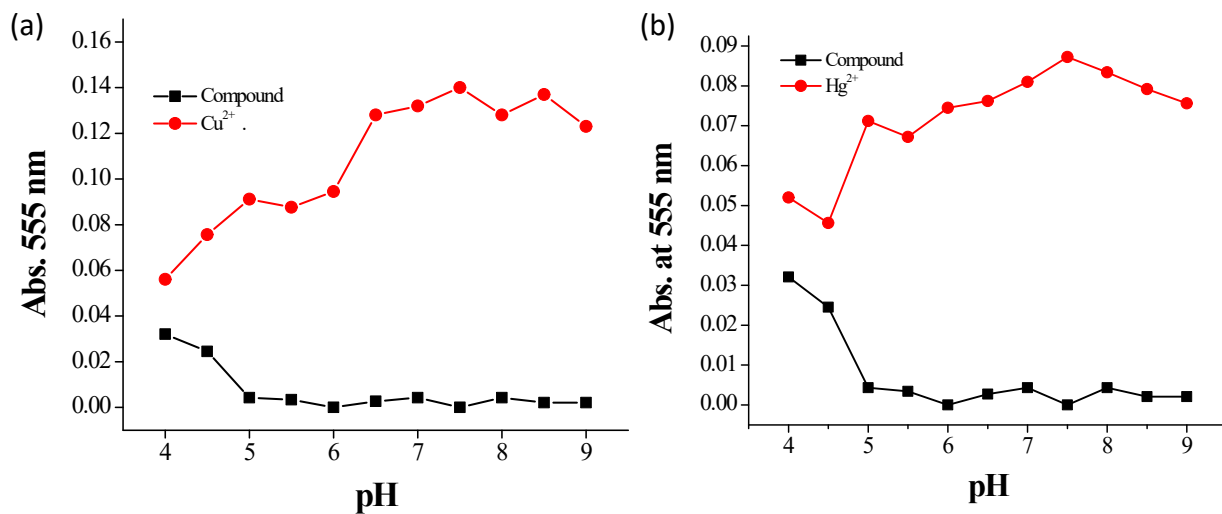 (a)
0.16
0.14
0.12
0.10
0.08
0.06
0.04
0.02
0.00
Abs. 555 nm
Compound
Cu²⁺ .
4 5 6 7 8 9
pH
(b)
0.09
0.08
0.07
0.06
0.05
0.04
0.03
0.02
0.01
0.00
Abs. at 555 nm
Compound
Hg²⁺
4 5 6 7 8 9
pH